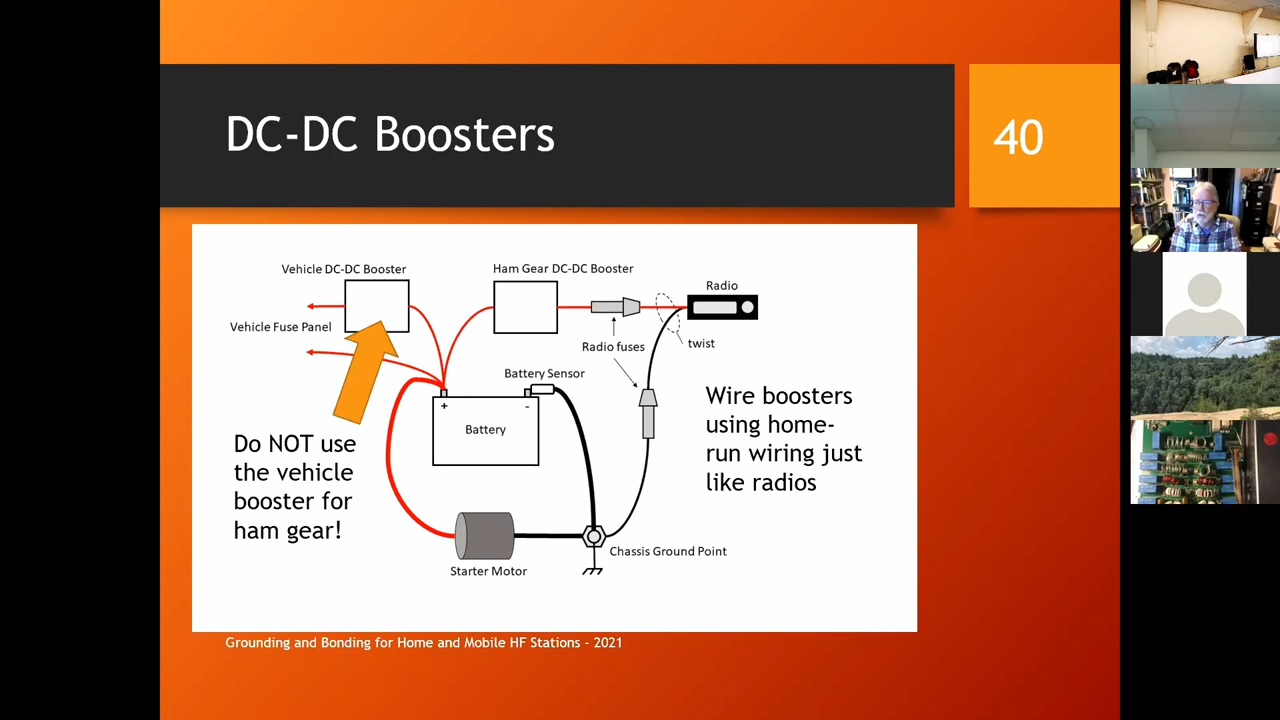 DC-DC Boosters
40
Vehicle DC-DC Booster
Ham Gear DC-DC Booster
Radio
Vehicle Fuse Panel
Radio fuses
twist
Battery Sensor
+
-
Battery
Do NOT use
the vehicle
booster for
ham gear!
Wire boosters
using home-
run wiring just
like radios
Chassis Ground Point
Starter Motor
Grounding and Bonding for Home and Mobile HF Stations - 2021